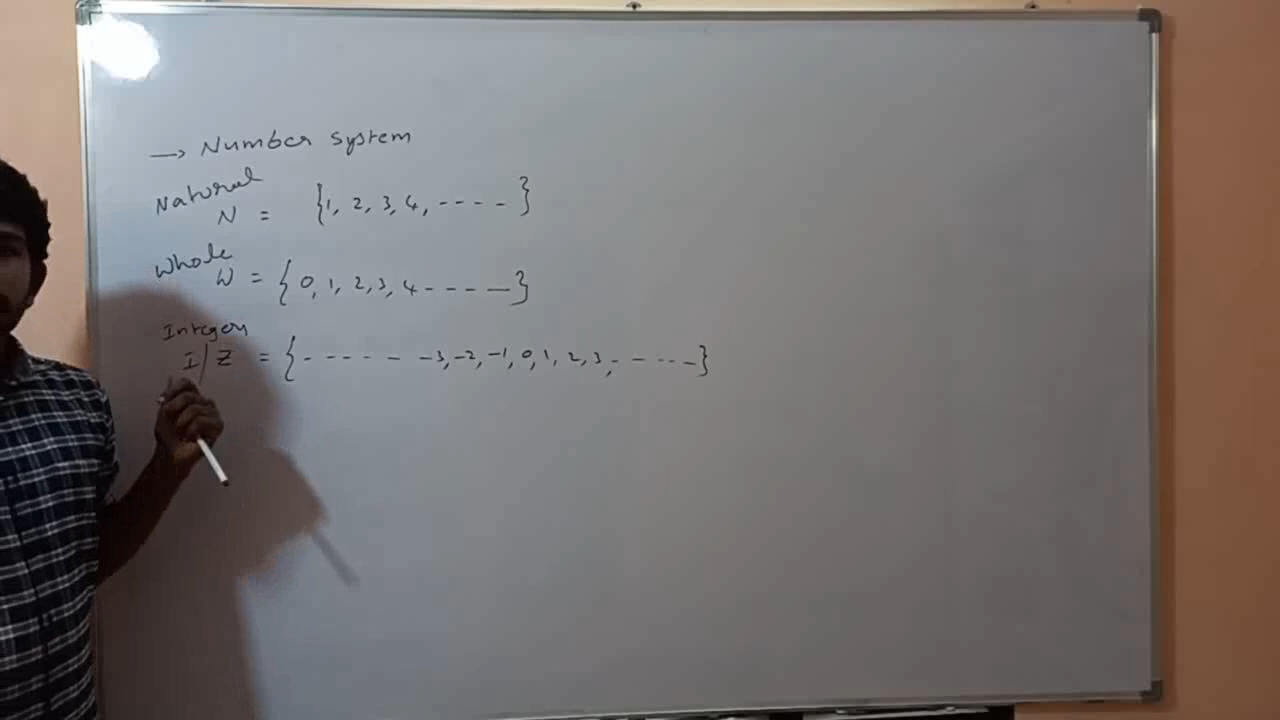 → Number system
Natural
N = {1, 2, 3, 4, - - - - -}
Whole
W = {0, 1, 2, 3, 4 - - - - —}
Integers
I/Z = {- - - - - -3, -2, -1, 0, 1, 2, 3, - - - - -}